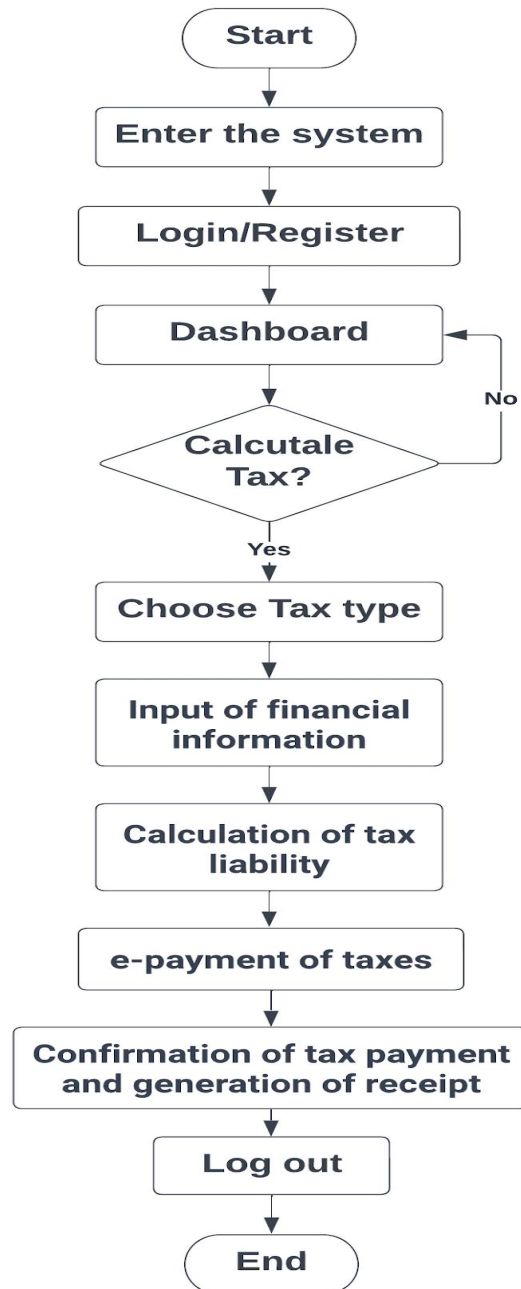 Start
Enter the system
Login/Register
Dashboard
No
Calcutale
Tax?
Yes
Choose Tax type
Input of financial
information
Calculation of tax
liability
e-payment of taxes
Confirmation of tax payment
and generation of receipt
Log out
End